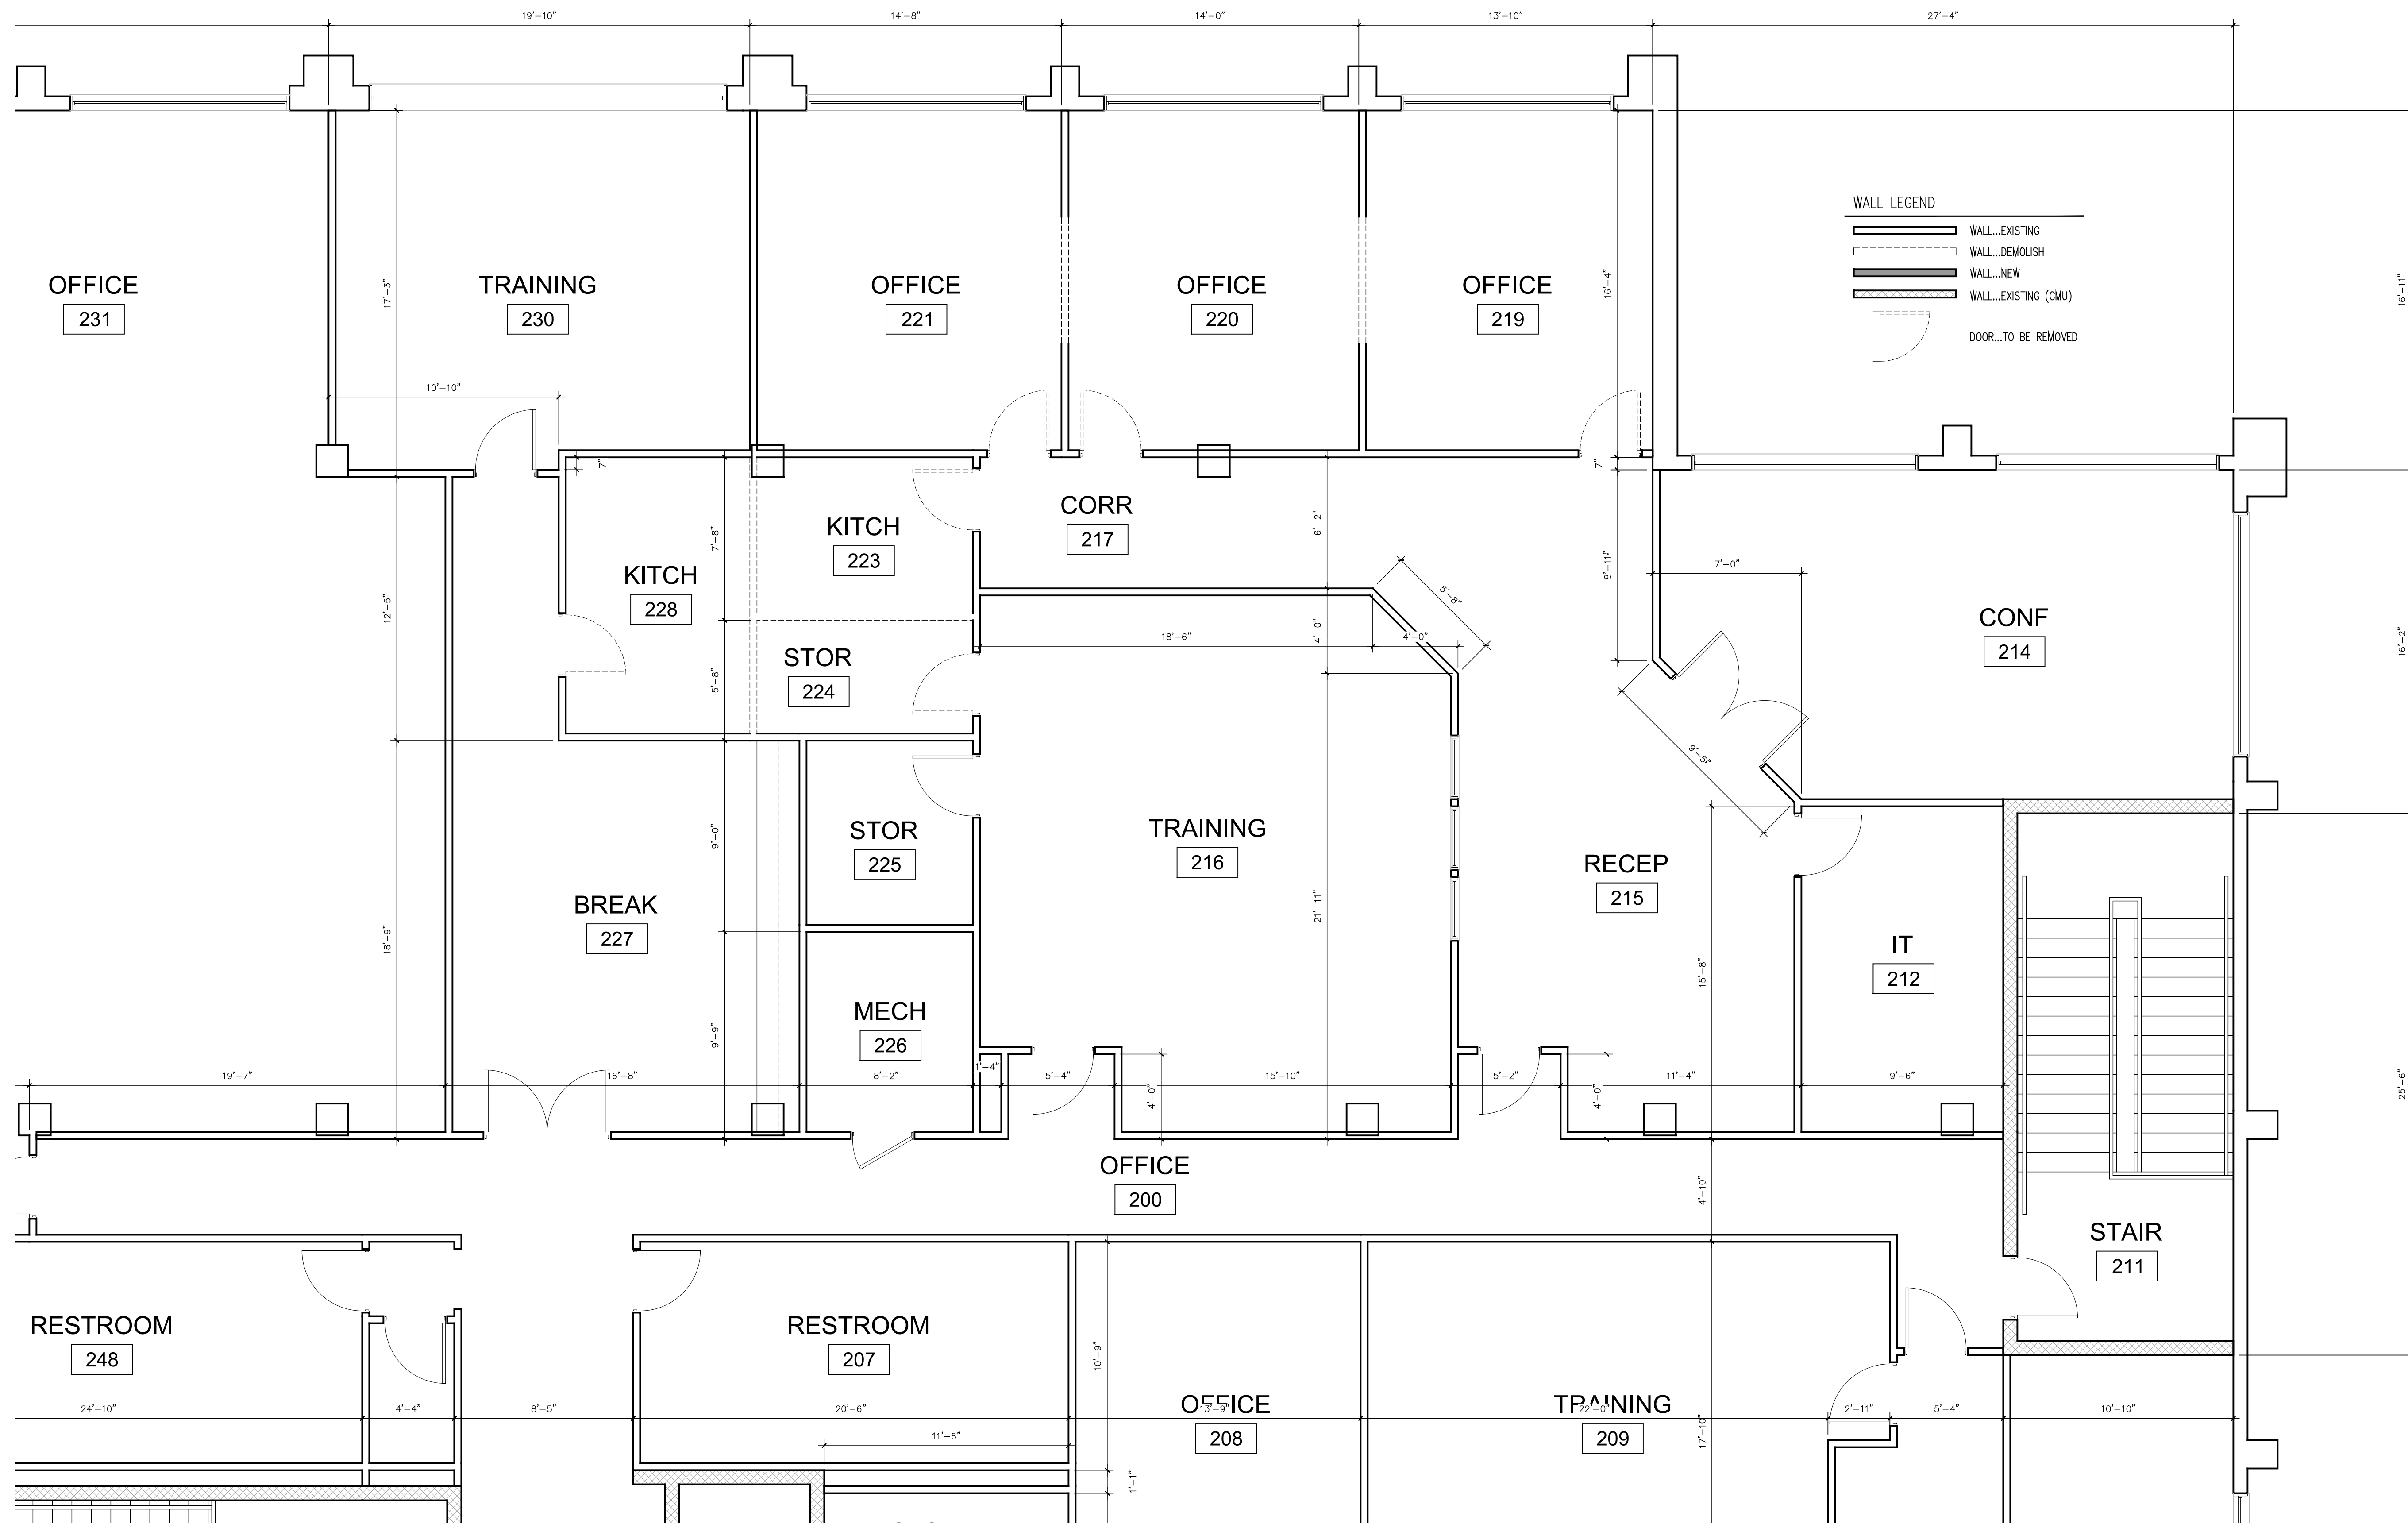 19'-10"
14'-8"
14'-0"
13'-10"
27'-4"
WALL LEGEND
WALL...EXISTING
WALL...DEMOLISH
WALL...NEW
WALL...EXISTING (CMU)
DOOR...TO BE REMOVED
OFFICE
231
17'-3"
TRAINING
230
OFFICE
221
OFFICE
220
OFFICE
219
16'-4"
16'-11"
10'-10"
7"
7"
CORR
217
KITCH
223
KITCH
228
7'-8"
6'-2"
8'-11"
7'-0"
5'-8"
12'-5"
18'-6"
4'-0"
4'-0"
CONF
214
16'-2"
STOR
224
5'-8"
9'-5"
STOR
225
9'-0"
TRAINING
216
RECEP
215
BREAK
227
18'-9"
21'-11"
IT
212
15'-8"
MECH
226
9'-9"
19'-7"
16'-8"
8'-2"
1'-4"
5'-4"
4'-0"
15'-10"
5'-2"
4'-0"
11'-4"
9'-6"
25'-6"
OFFICE
200
4'-10"
STAIR
211
RESTROOM
248
RESTROOM
207
10'-9"
OFFICE
208
TRAINING
209
24'-10"
4'-4"
8'-5"
20'-6"
13'-9"
22'-0"
2'-11"
5'-4"
10'-10"
11'-6"
17'-10"
1'-1"